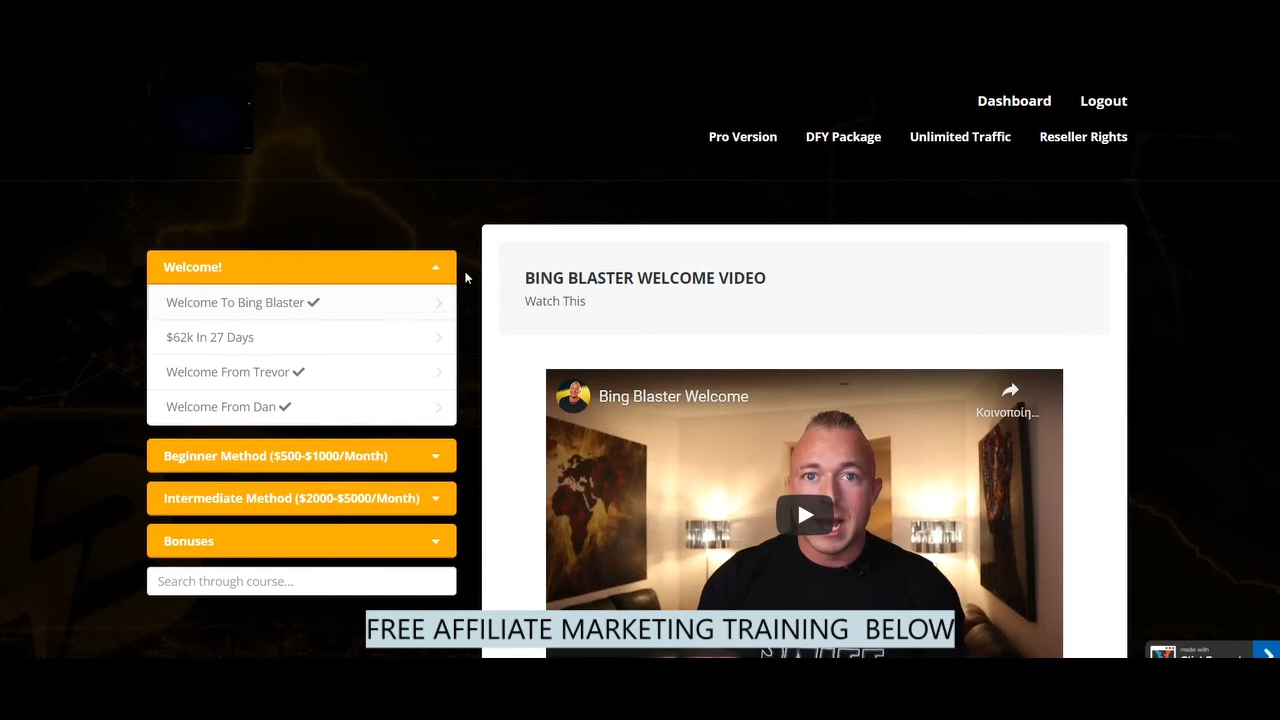 Dashboard
Logout
Pro Version
DFY Package
Unlimited Traffic
Reseller Rights
Welcome!
Welcome To Bing Blaster
$62k In 27 Days
Welcome From Trevor
Welcome From Dan
Beginner Method ($500-$1000/Month)
Intermediate Method ($2000-$5000/Month)
Bonuses
Search through course...
BING BLASTER WELCOME VIDEO
Watch This
Bing Blaster Welcome
Κοινοποίη...
FREE AFFILIATE MARKETING TRAINING BELOW
made with